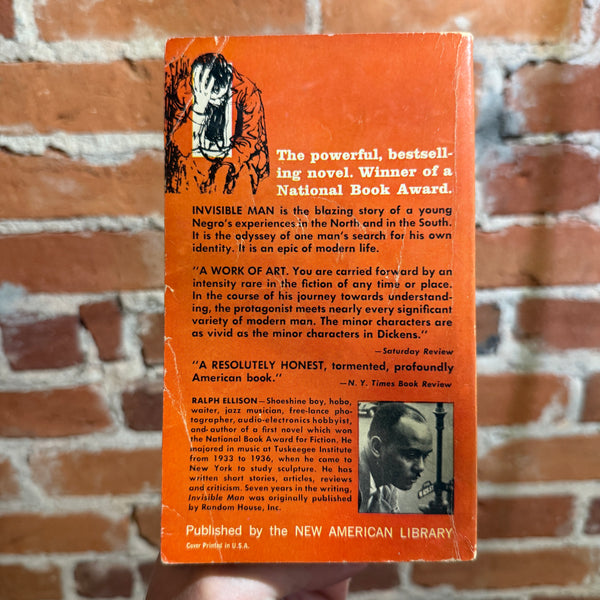 The powerful, bestsell-
ing novel. Winner of a
National Book Award.
INVISIBLE MAN is the blazing story of a young
Negro's experiences in the North and in the South.
It is the odyssey of one man's search for his own
identity. It is an epic of modern life.
"A WORK OF ART. You are carried forward by an
intensity rare in the fiction of any time or place.
In the course of his journey towards understand-
ing, the protagonist meets nearly every significant
variety of modern man. The minor characters are
as vivid as the minor characters in Dickens."
—Saturday Review
"A RESOLUTELY HONEST, tormented, profoundly
American book."
—N. Y. Times Book Review
RALPH ELLISON—Shoeshine boy, hobo,
waiter, jazz musician, free-lance pho-
tographer, audio-electronics hobbyist,
and author of a first novel which won
the National Book Award for Fiction. He
majored in music at Tuskeegee Institute
from 1933 to 1936, when he came to
New York to study sculpture. He has
written short stories, articles, reviews
and criticism. Seven years in the writing,
Invisible Man was originally published
by Random House, Inc.
Published by the NEW AMERICAN LIBRARY
Cover Printed in U.S.A.